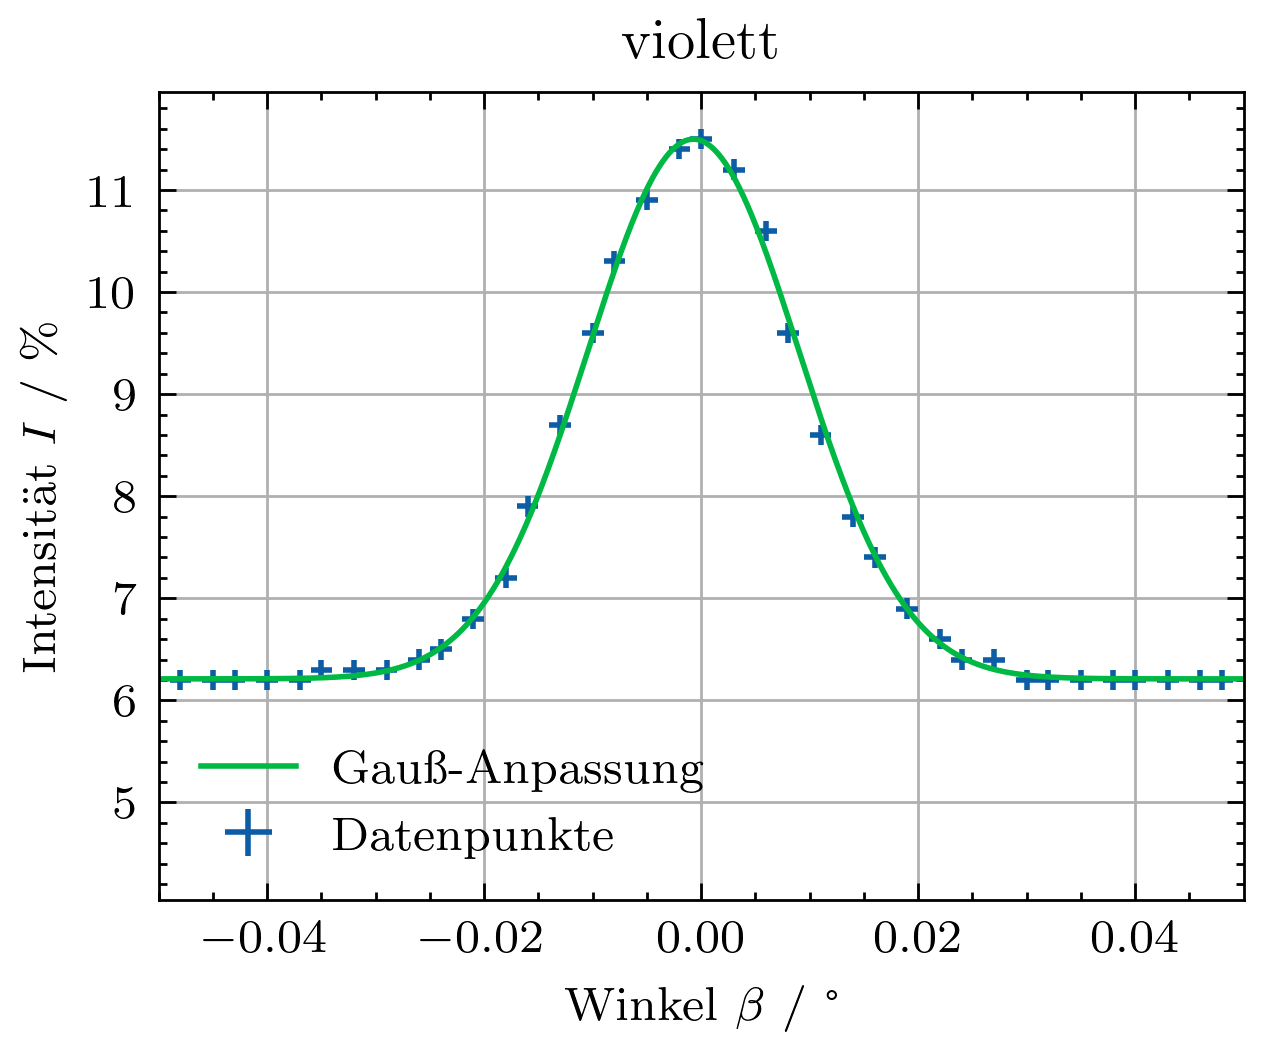 violett
Intensität I / %
11
10
9
8
7
6
5
Gauß-Anpassung
Datenpunkte
−0.04
−0.02
0.00
0.02
0.04
Winkel β / °